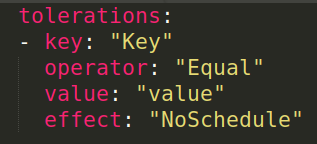 tolerations:
- key: "Key"
  operator: "Equal"
  value: "value"
  effect: "NoSchedule"